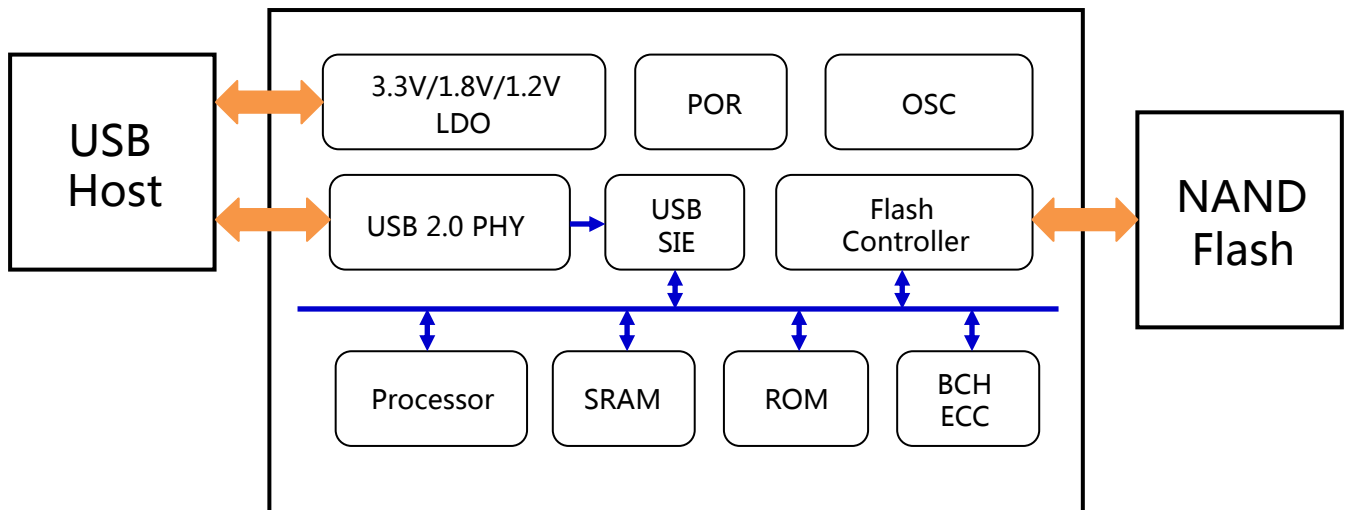 USB
Host
3.3V/1.8V/1.2V
LDO
POR
OSC
USB 2.0 PHY
USB
SIE
Flash
Controller
NAND
Flash
Processor
SRAM
ROM
BCH
ECC